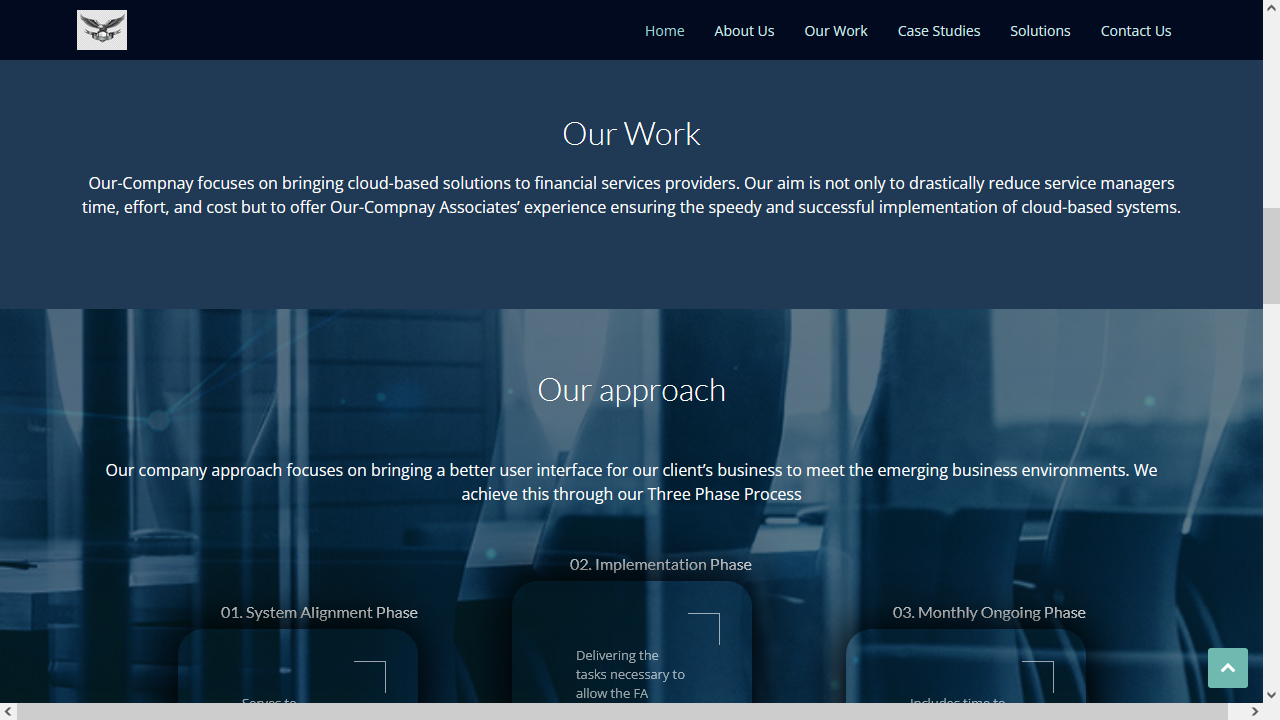 Home About Us Our Work Case Studies Solutions Contact Us
Our Work
Our-Compnay focuses on bringing cloud-based solutions to financial services providers. Our aim is not only to drastically reduce service managers
time, effort, and cost but to offer Our-Compnay Associates’ experience ensuring the speedy and successful implementation of cloud-based systems.
Our approach
Our company approach focuses on bringing a better user interface for our client’s business to meet the emerging business environments. We
achieve this through our Three Phase Process
01. System Alignment Phase
Serves to
02. Implementation Phase
Delivering the
tasks necessary to
allow the FA
03. Monthly Ongoing Phase
Includes time to